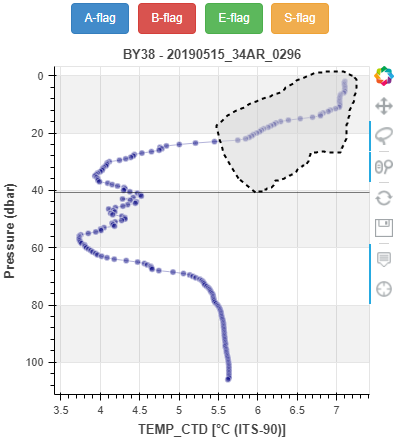 A-flag B-flag E-flag S-flag
BY38 - 20190515_34AR_0296
0
20
40
60
80
100
Pressure (dbar)
3.5 4 4.5 5 5.5 6 6.5 7
TEMP_CTD [°C (ITS-90)]